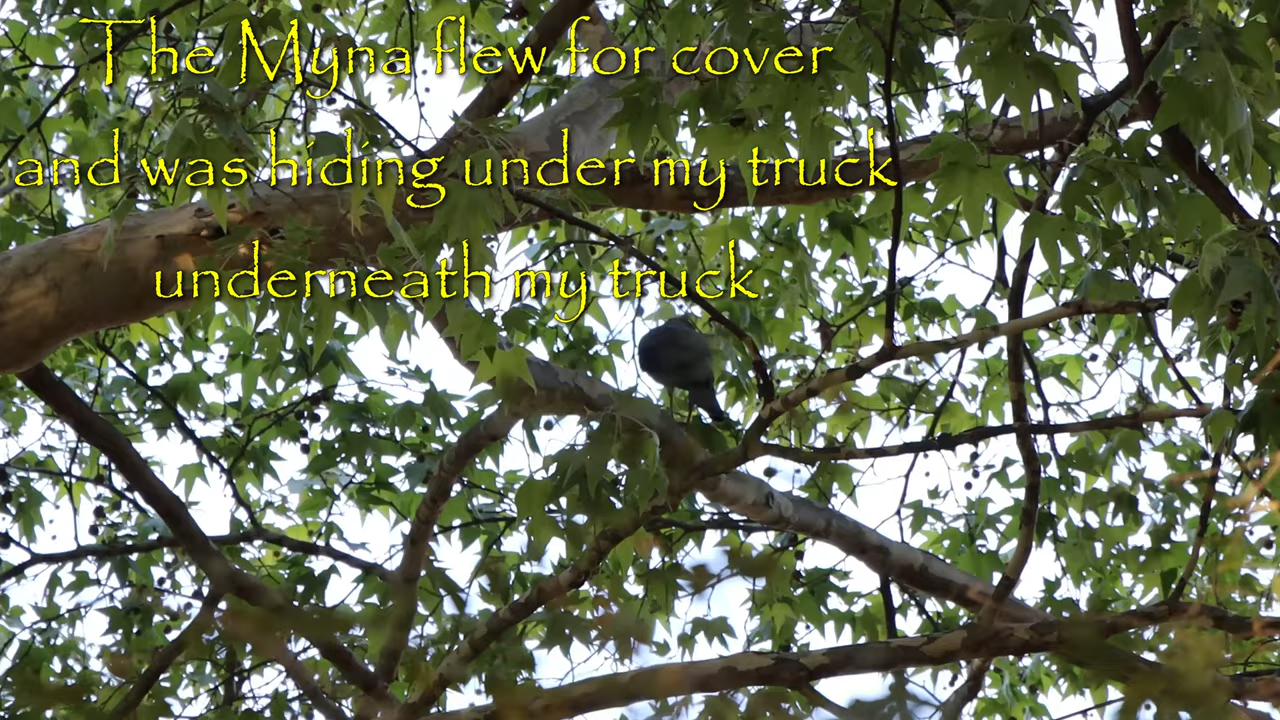 The Myna flew for cover
and was hiding under my truck
underneath my truck